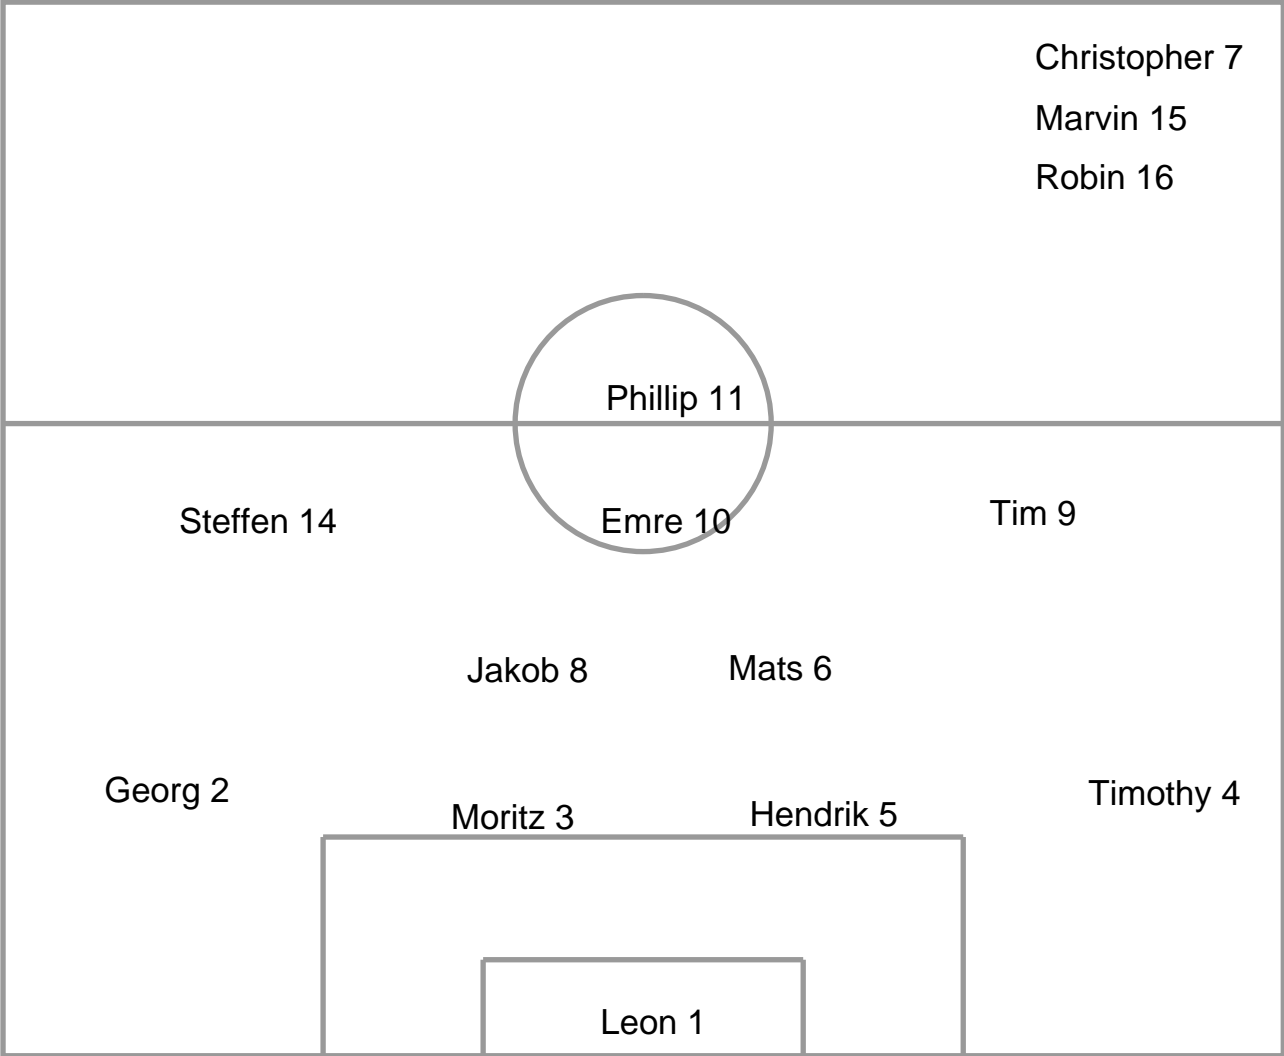 Christopher 7
Marvin 15
Robin 16
Phillip 11
Steffen 14
Emre 10
Tim 9
Jakob 8
Mats 6
Georg 2
Moritz 3
Hendrik 5
Timothy 4
Leon 1